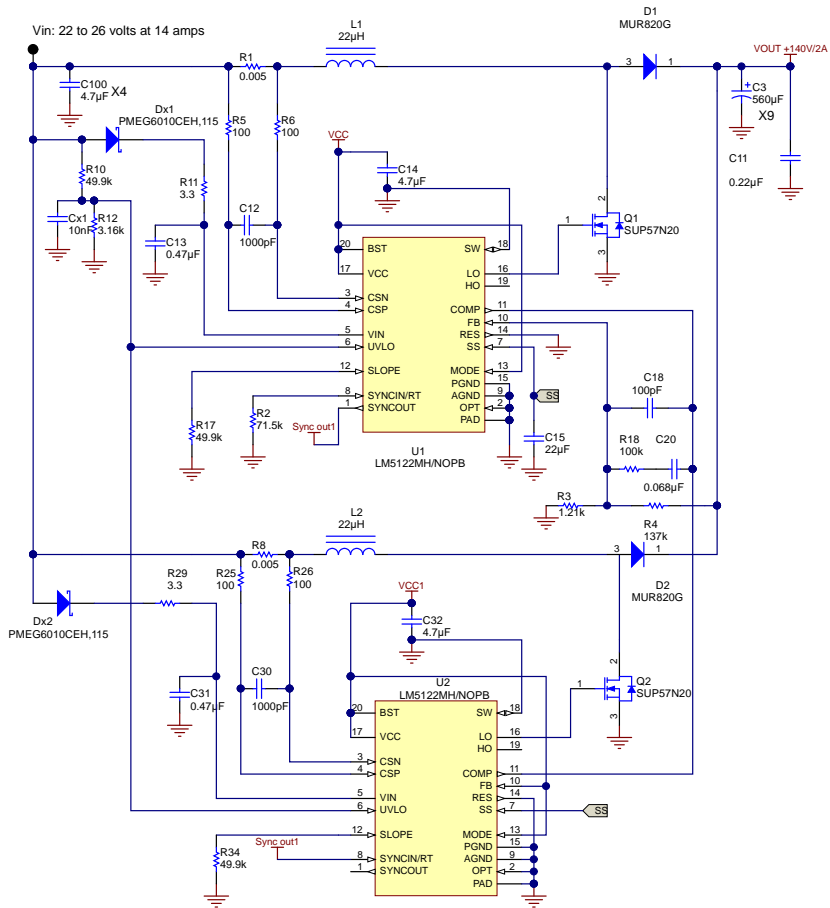 Vin: 22 to 26 volts at 14 amps
L1
22µH
D1
MUR820G
3
1
VOUT +140V/2A
R1
0.005
C100
4.7µF
X4
C3
560µF
X9
+
Dx1
PMEG6010CEH,115
R5
100
R6
100
VCC
C14
4.7µF
C11
0.22µF
R10
49.9k
R11
3.3
Cx1
10nF
R12
3.16k
C13
0.47µF
C12
1000pF
2
1
3
Q1
SUP57N20
20
BST
17
VCC
3
CSN
4
CSP
5
VIN
6
UVLO
12
SLOPE
8
SYNCIN/RT
1
SYNCOUT
SW
18
LO
16
HO
19
COMP
11
FB
10
RES
14
SS
7
MODE
13
PGND
15
AGND
9
OPT
2
PAD
U1
LM5122MH/NOPB
R17
49.9k
R2
71.5k
Sync out1
SS
C15
22µF
C18
100pF
R18
100k
C20
0.068µF
R3
1.21k
R4
137k
L2
22µH
R8
0.005
3
1
D2
MUR820G
R25
100
R26
100
R29
3.3
Dx2
PMEG6010CEH,115
VCC1
C32
4.7µF
C31
0.47µF
C30
1000pF
U2
LM5122MH/NOPB
2
1
3
Q2
SUP57N20
20
BST
17
VCC
3
CSN
4
CSP
5
VIN
6
UVLO
12
SLOPE
8
SYNCIN/RT
1
SYNCOUT
SW
18
LO
16
HO
19
COMP
11
FB
10
RES
14
SS
7
MODE
13
PGND
15
AGND
9
OPT
2
PAD
SS
R34
49.9k
Sync out1